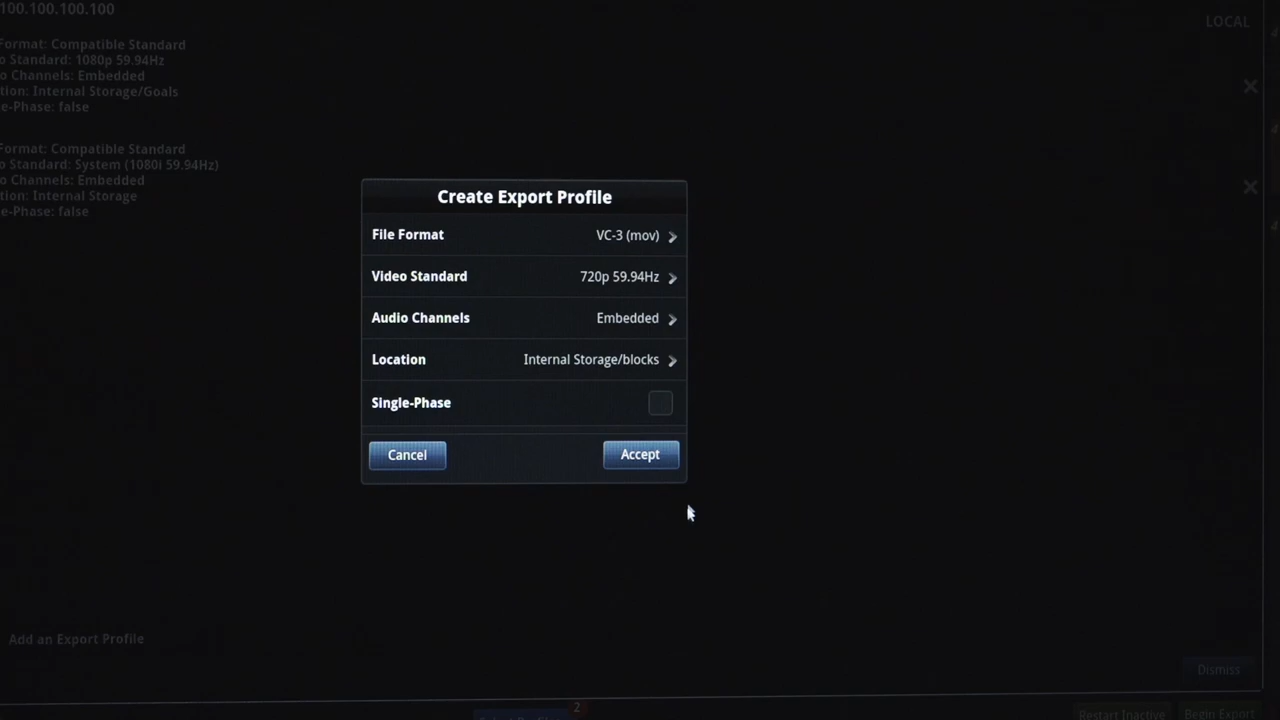 100.100.100.100
LOCAL
Format: Compatible Standard
o Standard: 1080p 59.94Hz
o Channels: Embedded
tion: Internal Storage/Goals
e-Phase: false
Format: Compatible Standard
o Standard: System (1080i 59.94Hz)
o Channels: Embedded
tion: Internal Storage
e-Phase: false
Create Export Profile
File Format VC-3 (mov)
Video Standard 720p 59.94Hz
Audio Channels Embedded
Location Internal Storage/blocks
Single-Phase
Cancel Accept
Add an Export Profile
Dismiss
2
Restart Inactive Begin Export